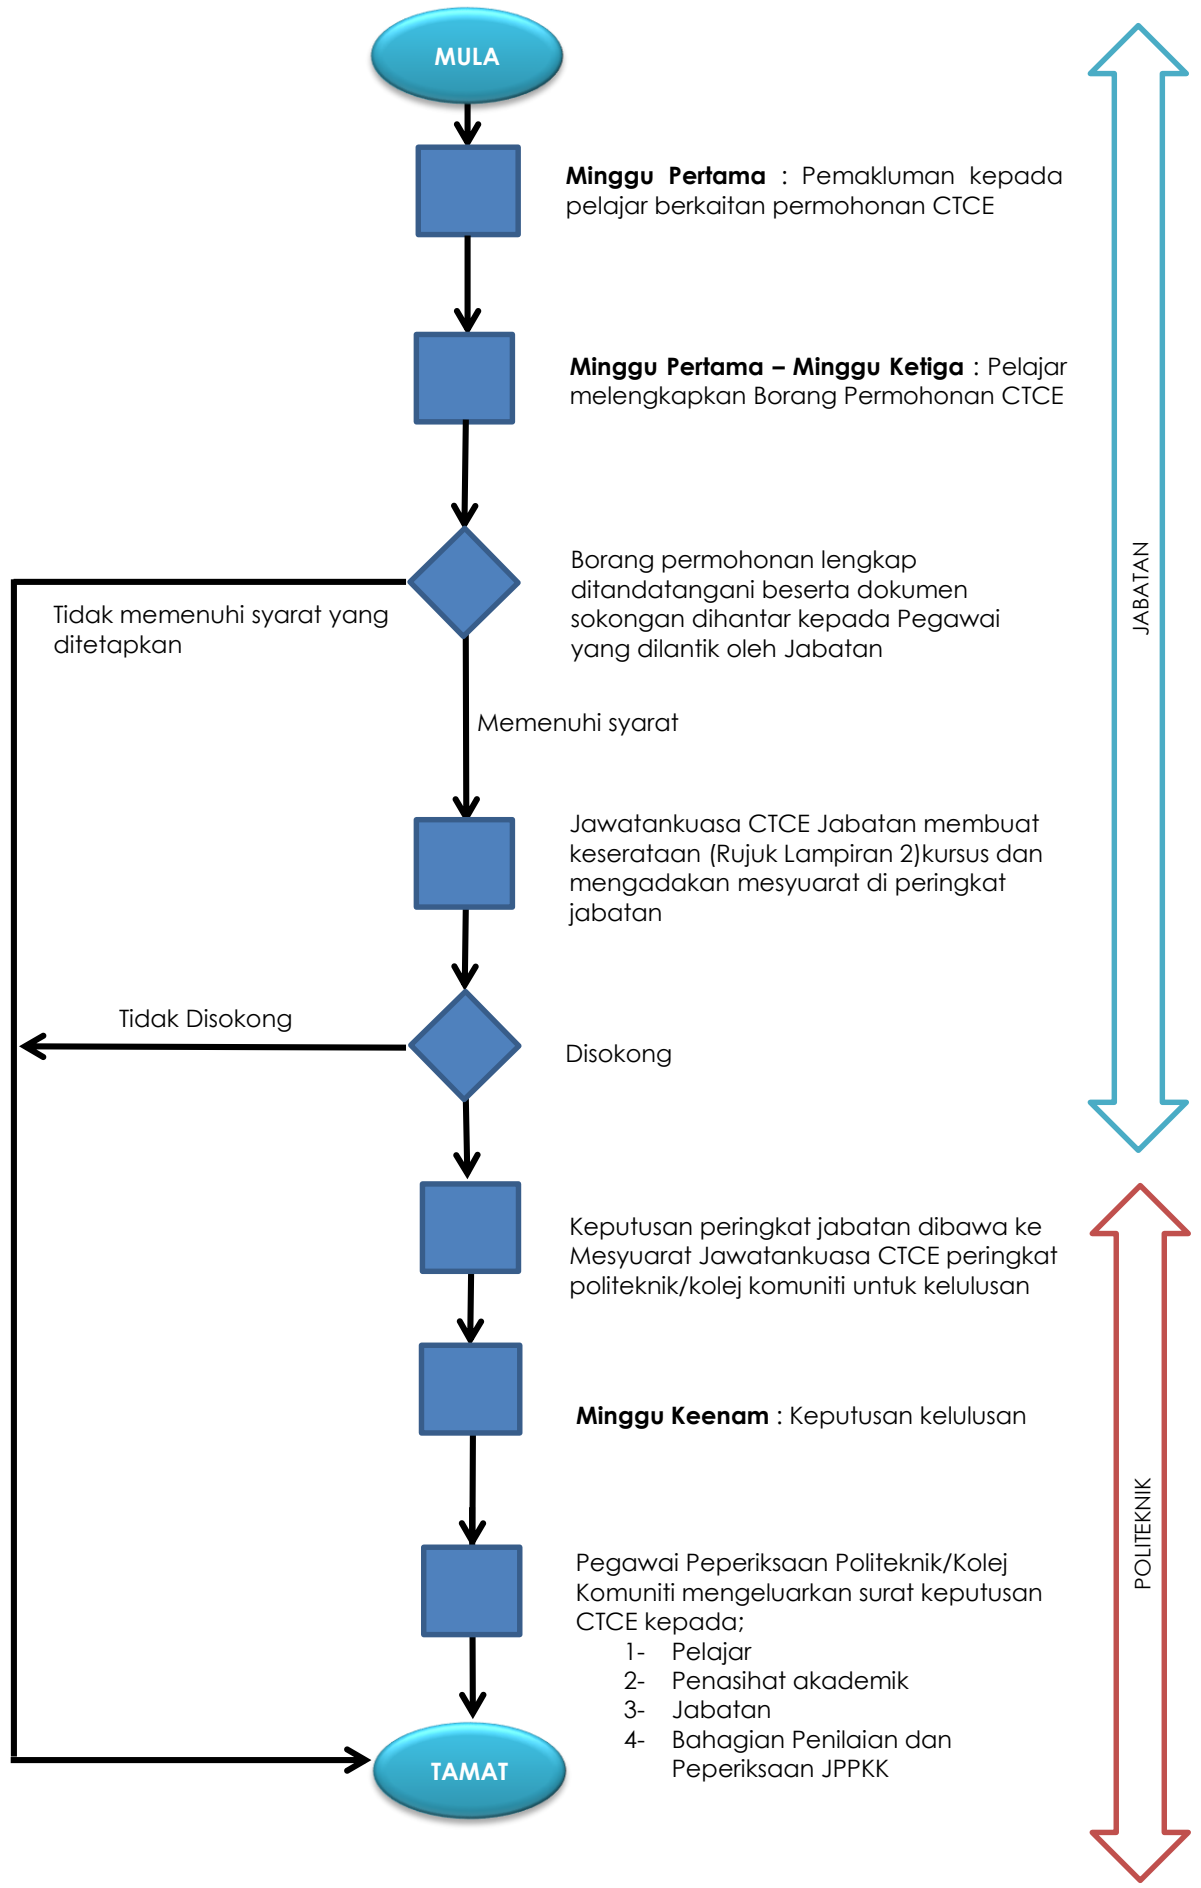 MULA
Minggu Pertama : Pemakluman kepada
pelajar berkaitan permohonan CTCE
Minggu Pertama – Minggu Ketiga : Pelajar
melengkapkan Borang Permohonan CTCE
Borang permohonan lengkap
ditandatangani beserta dokumen
sokongan dihantar kepada Pegawai
yang dilantik oleh Jabatan
Tidak memenuhi syarat yang
ditetapkan
JABATAN
Memenuhi syarat
Jawatankuasa CTCE Jabatan membuat
keserataan (Rujuk Lampiran 2)kursus dan
mengadakan mesyuarat di peringkat
jabatan
Tidak Disokong
Disokong
Keputusan peringkat jabatan dibawa ke
Mesyuarat Jawatankuasa CTCE peringkat
politeknik/kolej komuniti untuk kelulusan
Minggu Keenam : Keputusan kelulusan
POLITEKNIK
Pegawai Peperiksaan Politeknik/Kolej
Komuniti mengeluarkan surat keputusan
CTCE kepada;
1- Pelajar
2- Penasihat akademik
3- Jabatan
4- Bahagian Penilaian dan
Peperiksaan JPPKK
TAMAT